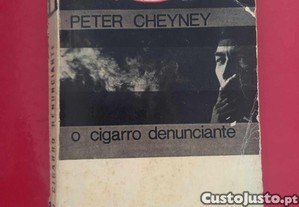 PETER CHEYNEY
o cigarro denunciante
O CIGARRO DENUNCIANTE
CustoJusto.pt